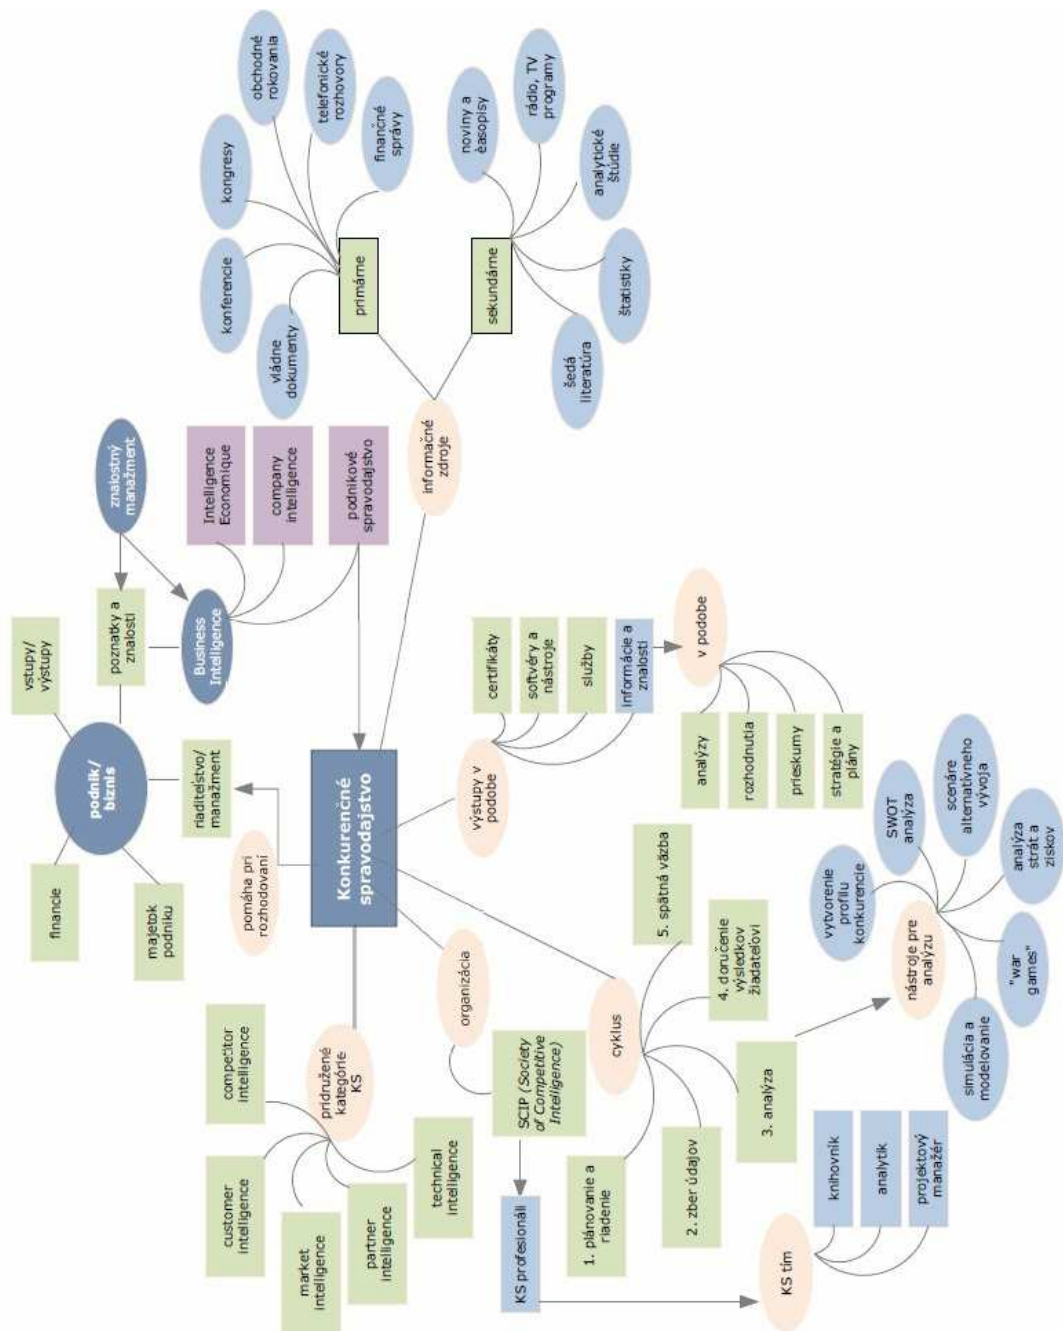 financie
vstupy/
výstupy
podnik/
biznis
majetok
podniku
riaditeľstvo/
manažment
poznatky a
znalosti
znalostný
manažment
Business
Intelligence
Intelligence
Economique
company
intelligence
podnikové
spravodajstvo
pomáha pri
rozhodovaní
Konkurenčné
spravodajstvo
pridružené
kategórie
KS
competitor
intelligence
customer
intelligence
market
intelligence
partner
intelligence
technical
intelligence
organizácia
SCIP (Society
of Competitive
Intelligence)
KS profesionáli
KS tím
knihovník
analytik
projektový
manažér
cyklus
1. plánovanie a
riadenie
2. zber údajov
3. analýza
4. doručenie
výsledkov
žiadateľovi
5. spätná väzba
nástroje pre
analýzu
vytvorenie
profilu
konkurencie
SWOT
analýza
scenáre
alternatívneho
vývoja
analýza
strát a
ziskov
"war
games"
simulácia a
modelovanie
výstupy v
podobe
certifikáty
softvéry a
nástroje
služby
informácie a
znalosti
v podobe
analýzy
rozhodnutia
prieskumy
stratégie a
plány
informačné
zdroje
primárne
vládne
dokumenty
konferencie
kongresy
obchodné
rokovania
telefonické
rozhovory
finančné
správy
sekundárne
noviny a
èasopisy
rádio, TV
programy
analytické
štúdie
štatistiky
šedá
literatúra